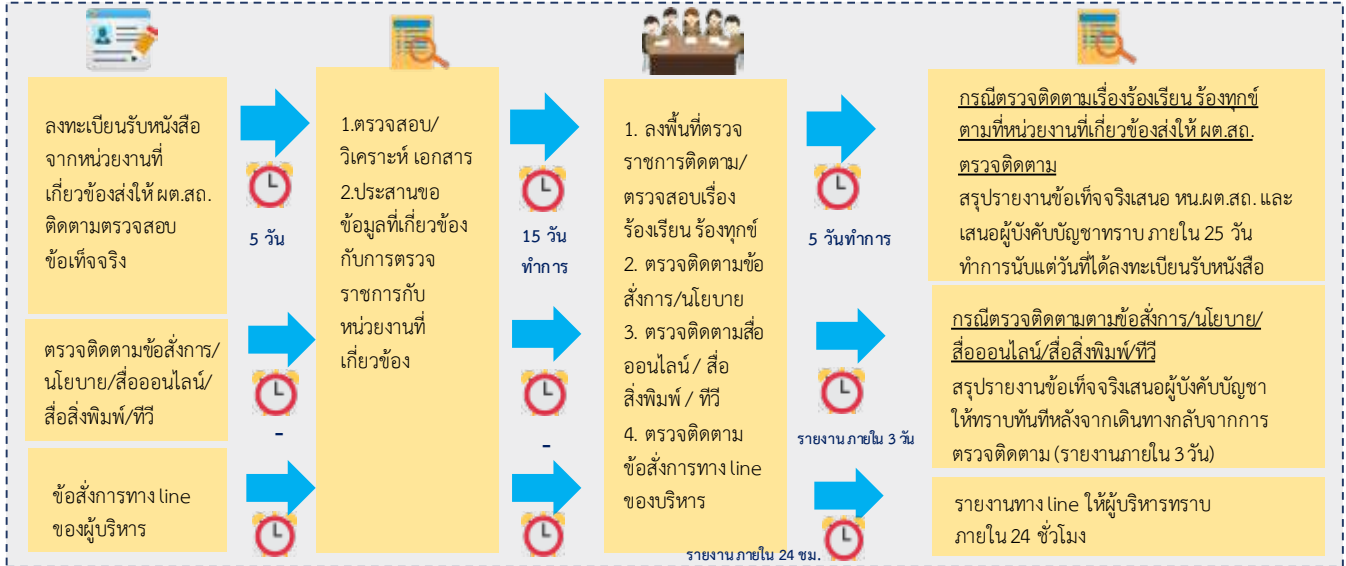 ลงทะเบียนรับหนังสือ
จากหน่วยงานที่
เกี่ยวข้องส่งให้ ผต.สถ.
ติดตามตรวจสอบ
ข้อเท็จจริง
5 วัน
1.ตรวจสอบ/
วิเคราะห์ เอกสาร
2.ประสานขอ
ข้อมูลที่เกี่ยวข้อง
กับการตรวจ
ราชการกับ
หน่วยงานที่
เกี่ยวข้อง
15 วัน
ทำการ
1. ลงพื้นที่ตรวจ
ราชการติดตาม/
ตรวจสอบเรื่อง
ร้องเรียน ร้องทุกข์
2. ตรวจติดตามข้อ
สั่งการ/นโยบาย
3. ตรวจติดตามสื่อ
ออนไลน์ / สื่อ
สิ่งพิมพ์ / ทีวี
4. ตรวจติดตาม
ข้อสั่งการทาง line
ของบริหาร
5 วันทำการ
กรณีตรวจติดตามเรื่องร้องเรียน ร้องทุกข์
ตามที่หน่วยงานที่เกี่ยวข้องส่งให้ ผต.สถ.
ตรวจติดตาม
สรุปรายงานข้อเท็จจริงเสนอ หน.ผต.สถ. และ
เสนอผู้บังคับบัญชาทราบ ภายใน 25 วัน
ทำการนับแต่วันที่ได้ลงทะเบียนรับหนังสือ
ตรวจติดตามข้อสั่งการ/
นโยบาย/สื่อออนไลน์/
สื่อสิ่งพิมพ์/ทีวี
-
-
รายงาน ภายใน 3 วัน
กรณีตรวจติดตามตามข้อสั่งการ/นโยบาย/
สื่อออนไลน์/สื่อสิ่งพิมพ์/ทีวี
สรุปรายงานข้อเท็จจริงเสนอผู้บังคับบัญชา
ให้ทราบทันทีหลังจากเดินทางกลับจากการ
ตรวจติดตาม (รายงานภายใน 3 วัน)
ข้อสั่งการทาง line
ของผู้บริหาร
รายงาน ภายใน 24 ชม.
รายงานทาง line ให้ผู้บริหารทราบ
ภายใน 24 ชั่วโมง